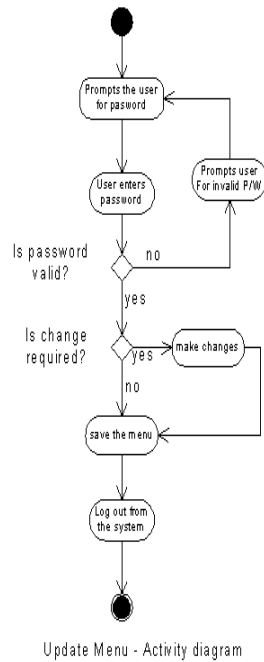 Prompts the user
for pasword
User enters
password
Prompts user
For invalid P/W
Is password
valid?
no
yes
Is change
required?
yes
make changes
no
save the menu
Log out from
the system
Update Menu - Activity diagram